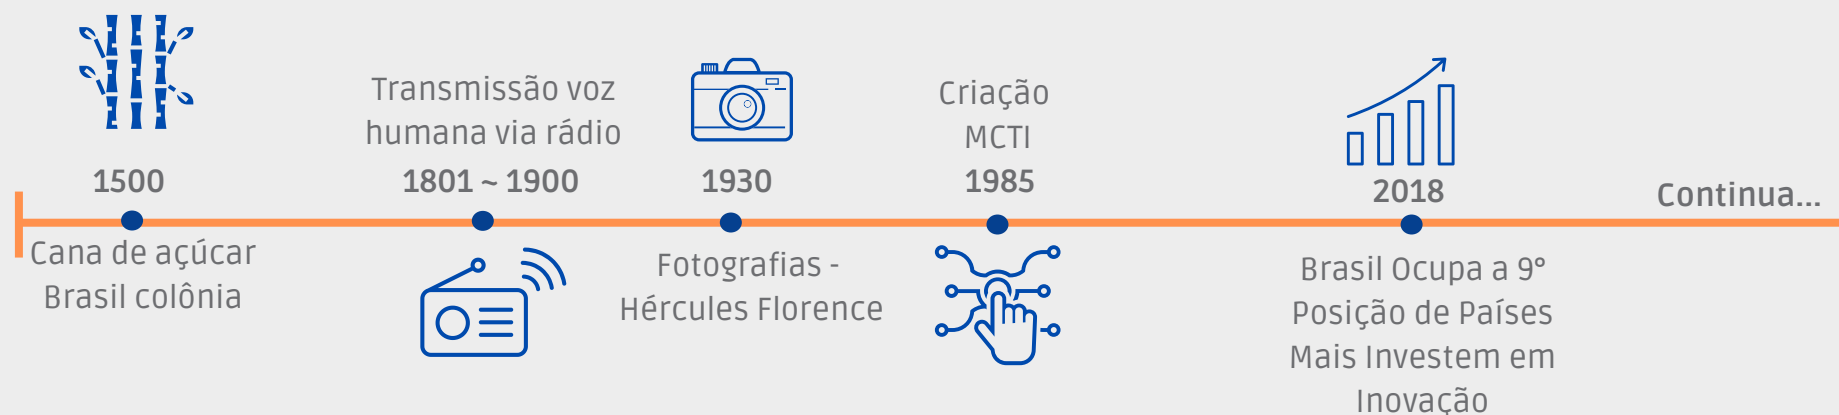 1500
Cana de açúcar
Brasil colônia
Transmissão voz
humana via rádio
1801 ~ 1900
1930
Fotografias -
Hércules Florence
Criação
MCTI
1985
2018
Brasil Ocupa a 9°
Posição de Países
Mais Investem em
Inovação
Continua...